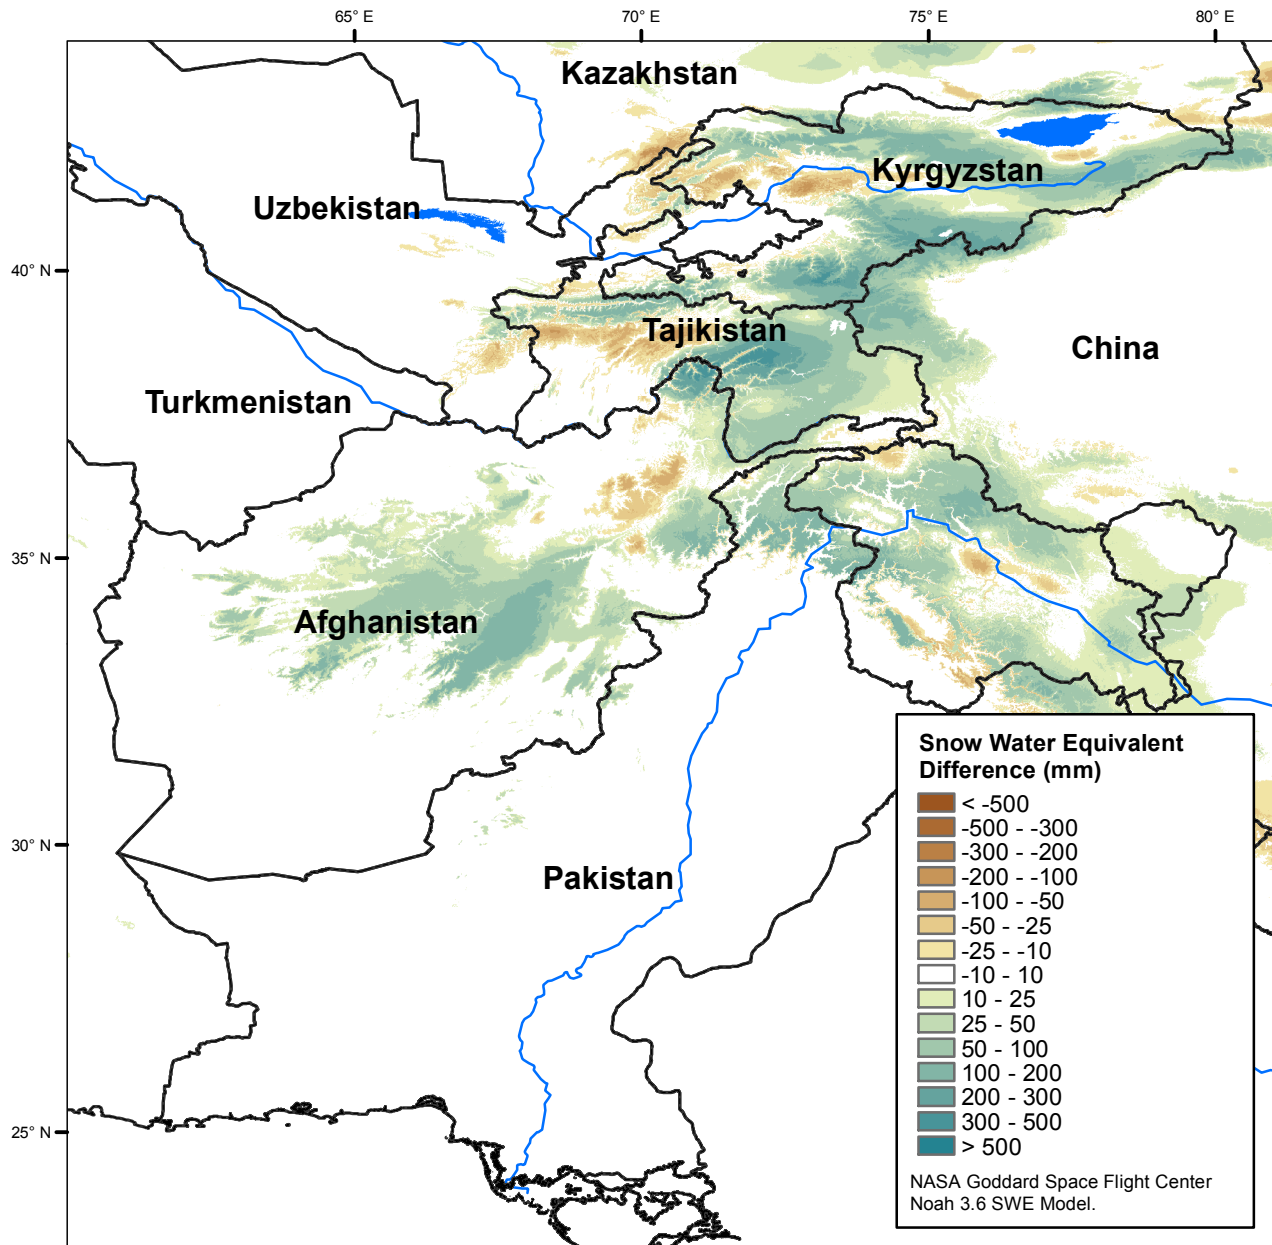 65° E
70° E
75° E
80° E
Kazakhstan
Kyrgyzstan
Uzbekistan
40° N
Tajikistan
China
Turkmenistan
35° N
Afghanistan
Snow Water Equivalent
Difference (mm)
< -500
-500 - -300
-300 - -200
-200 - -100
-100 - -50
-50 - -25
-25 - -10
-10 - 10
10 - 25
25 - 50
50 - 100
100 - 200
200 - 300
300 - 500
> 500
NASA Goddard Space Flight Center
Noah 3.6 SWE Model.
30° N
Pakistan
25° N